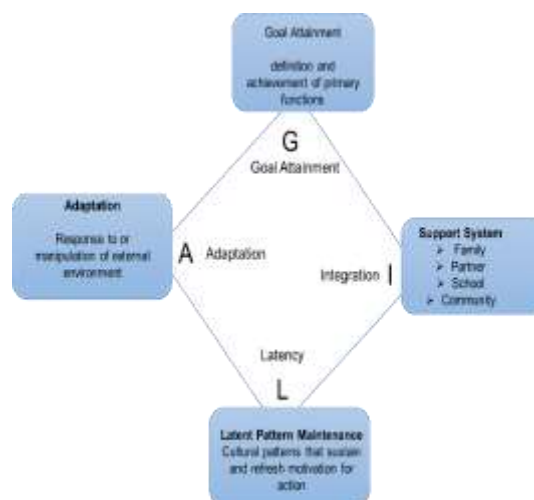 Goal Attainment
definition and
achievement of primary
functions
G
Goal Attainment
Adaptation
Response to or
manipulation of external
environment
A Adaptation
Support System
➤ Family
➤ Partner
➤ School
➤ Community
Integration I
Latency
L
Latent Pattern Maintenance
Cultural patterns that sustain
and refresh motivation for
action